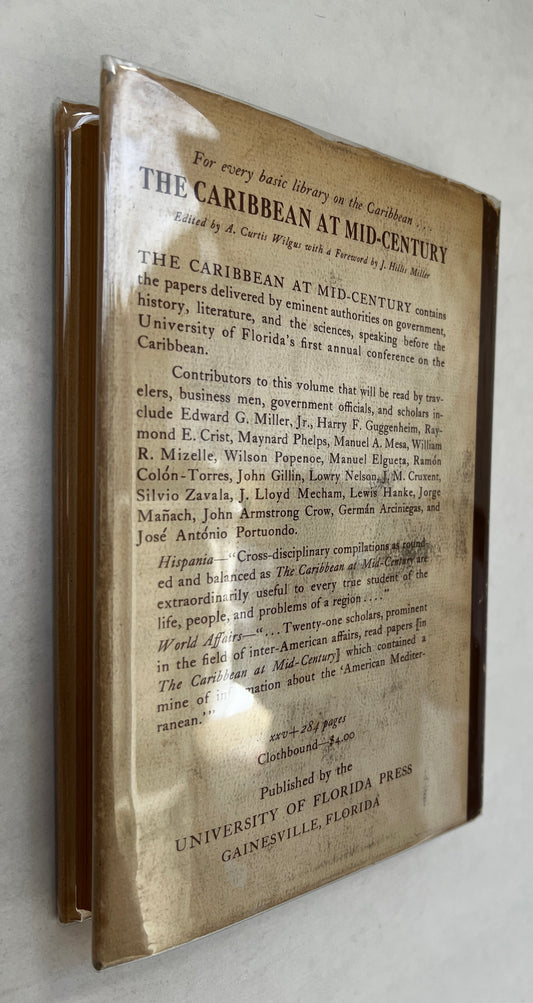 For every basic library on the Caribbean . . .
THE CARIBBEAN AT MID-CENTURY
Edited by A. Curtis Wilgus with a Foreword by J. Hillis Miller
THE CARIBBEAN AT MID-CENTURY contains
the papers delivered by eminent authorities on government,
history, literature, and the sciences, speaking before the
University of Florida's first annual conference on the
Caribbean.
Contributors to this volume that will be read by trav-
elers, business men, government officials, and scholars in-
clude Edward G. Miller, Jr., Harry F. Guggenheim, Ray-
mond E. Crist, Maynard Phelps, Manuel A. Mesa, William
R. Mizelle, Wilson Popenoe, Manuel Elgueta, Ramón
Colón-Torres, John Gillin, Lowry Nelson, J. M. Cruxent,
Silvio Zavala, J. Lloyd Mecham, Lewis Hanke, Jorge
Mañach, John Armstrong Crow, Germán Arciniegas, and
José António Portuondo.
Hispania—"Cross-disciplinary compilations as round-
ed and balanced as The Caribbean at Mid-Century are
extraordinarily useful to every true student of the
life, people, and problems of a region . . . ."
World Affairs—". . . Twenty-one scholars, prominent
in the field of inter-American affairs, read papers [in
The Caribbean at Mid-Century] which contained a
mine of information about the 'American Mediter-
ranean.'"
xxv+284 pages
Clothbound—$4.00
Published by the
UNIVERSITY OF FLORIDA PRESS
GAINESVILLE, FLORIDA